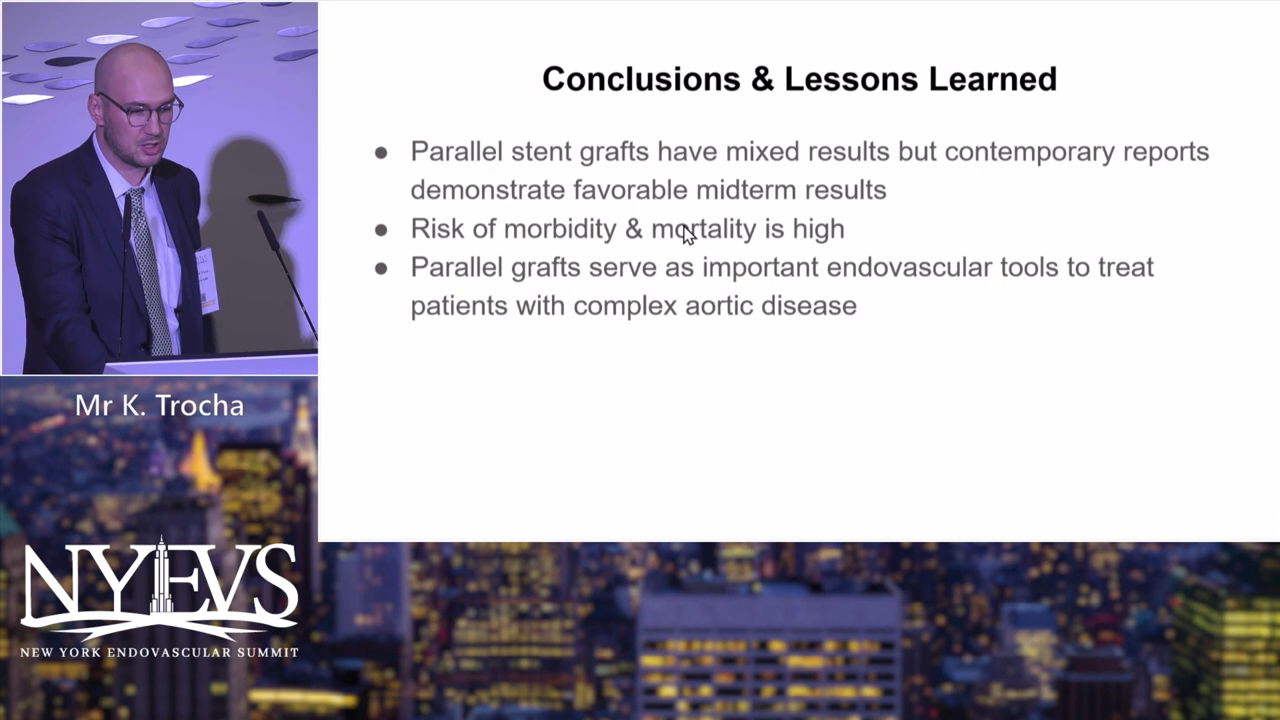 Conclusions & Lessons Learned
● Parallel stent grafts have mixed results but contemporary reports
demonstrate favorable midterm results
● Risk of morbidity & mortality is high
● Parallel grafts serve as important endovascular tools to treat
patients with complex aortic disease
Mr K. Trocha
NYEVS
NEW YORK ENDOVASCULAR SUMMIT